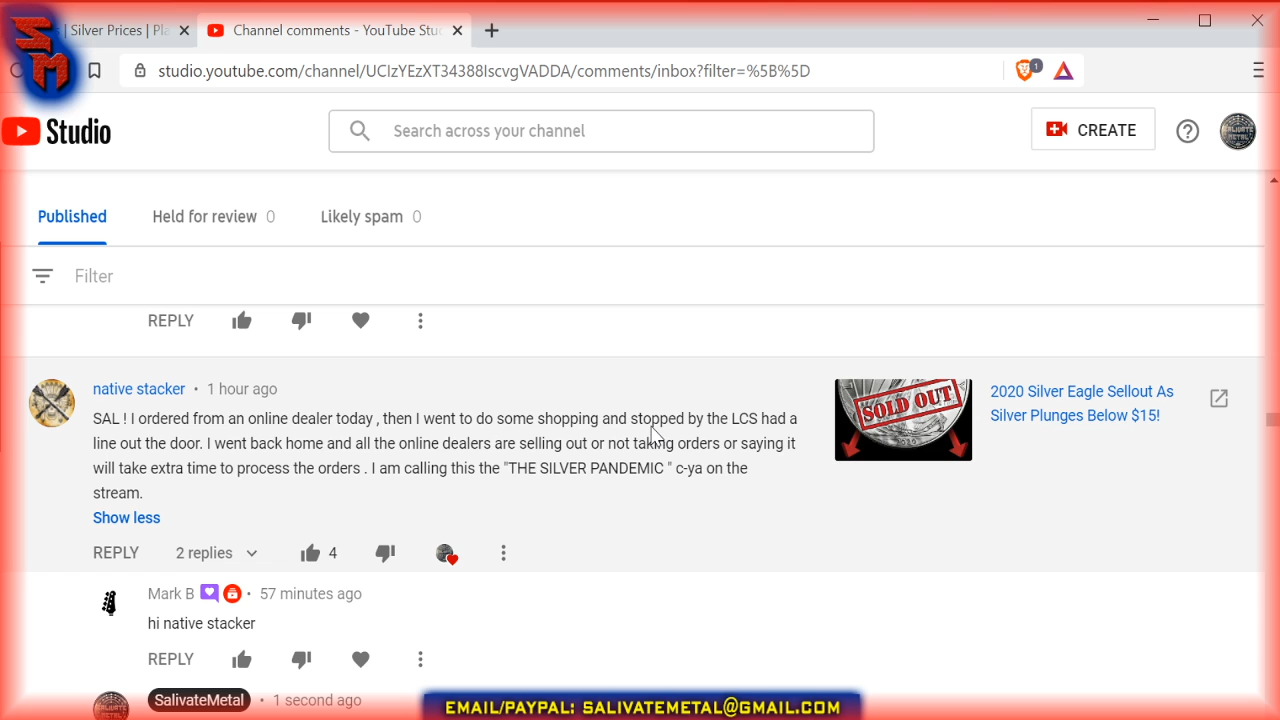 SM
| Silver Prices | Pla
Channel comments - YouTube Stud
studio.youtube.com/channel/UCIzYEzXT34388IscvgVADDA/comments/inbox?filter=%5B%5D
1
Studio
Search across your channel
CREATE
Published
Held for review 0
Likely spam 0
Filter
REPLY
native stacker • 1 hour ago
SAL ! I ordered from an online dealer today , then I went to do some shopping and stopped by the LCS had a
line out the door. I went back home and all the online dealers are selling out or not taking orders or saying it
will take extra time to process the orders . I am calling this the "THE SILVER PANDEMIC " c-ya on the
stream.
Show less
SOLD OUT
2020 Silver Eagle Sellout As
Silver Plunges Below $15!
REPLY
2 replies
4
Mark B • 57 minutes ago
hi native stacker
REPLY
SalivateMetal • 1 second ago
EMAIL/PAYPAL: SALIVATEMETAL@GMAIL.COM